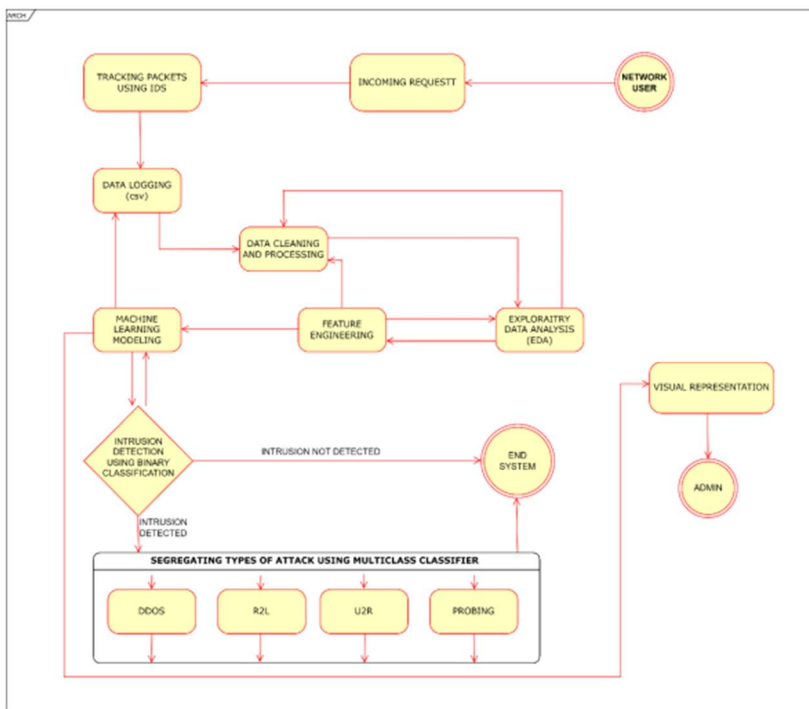 ARCH
TRACKING PACKETS
USING IDS
INCOMING REQUESTT
NETWORK
USER
DATA LOGGING
(csv)
DATA CLEANING
AND PROCESSING
MACHINE
LEARNING
MODELING
FEATURE
ENGINEERING
EXPLORAITRY
DATA ANALYSIS
(EDA)
VISUAL REPRESENTATION
INTRUSION
DETECTION
USING BINARY
CLASSIFICATION
INTRUSION NOT DETECTED
END
SYSTEM
ADMIN
INTRUSION
DETECTED
SEGREGATING TYPES OF ATTACK USING MULTICLASS CLASSIFIER
DDOS
R2L
U2R
PROBING